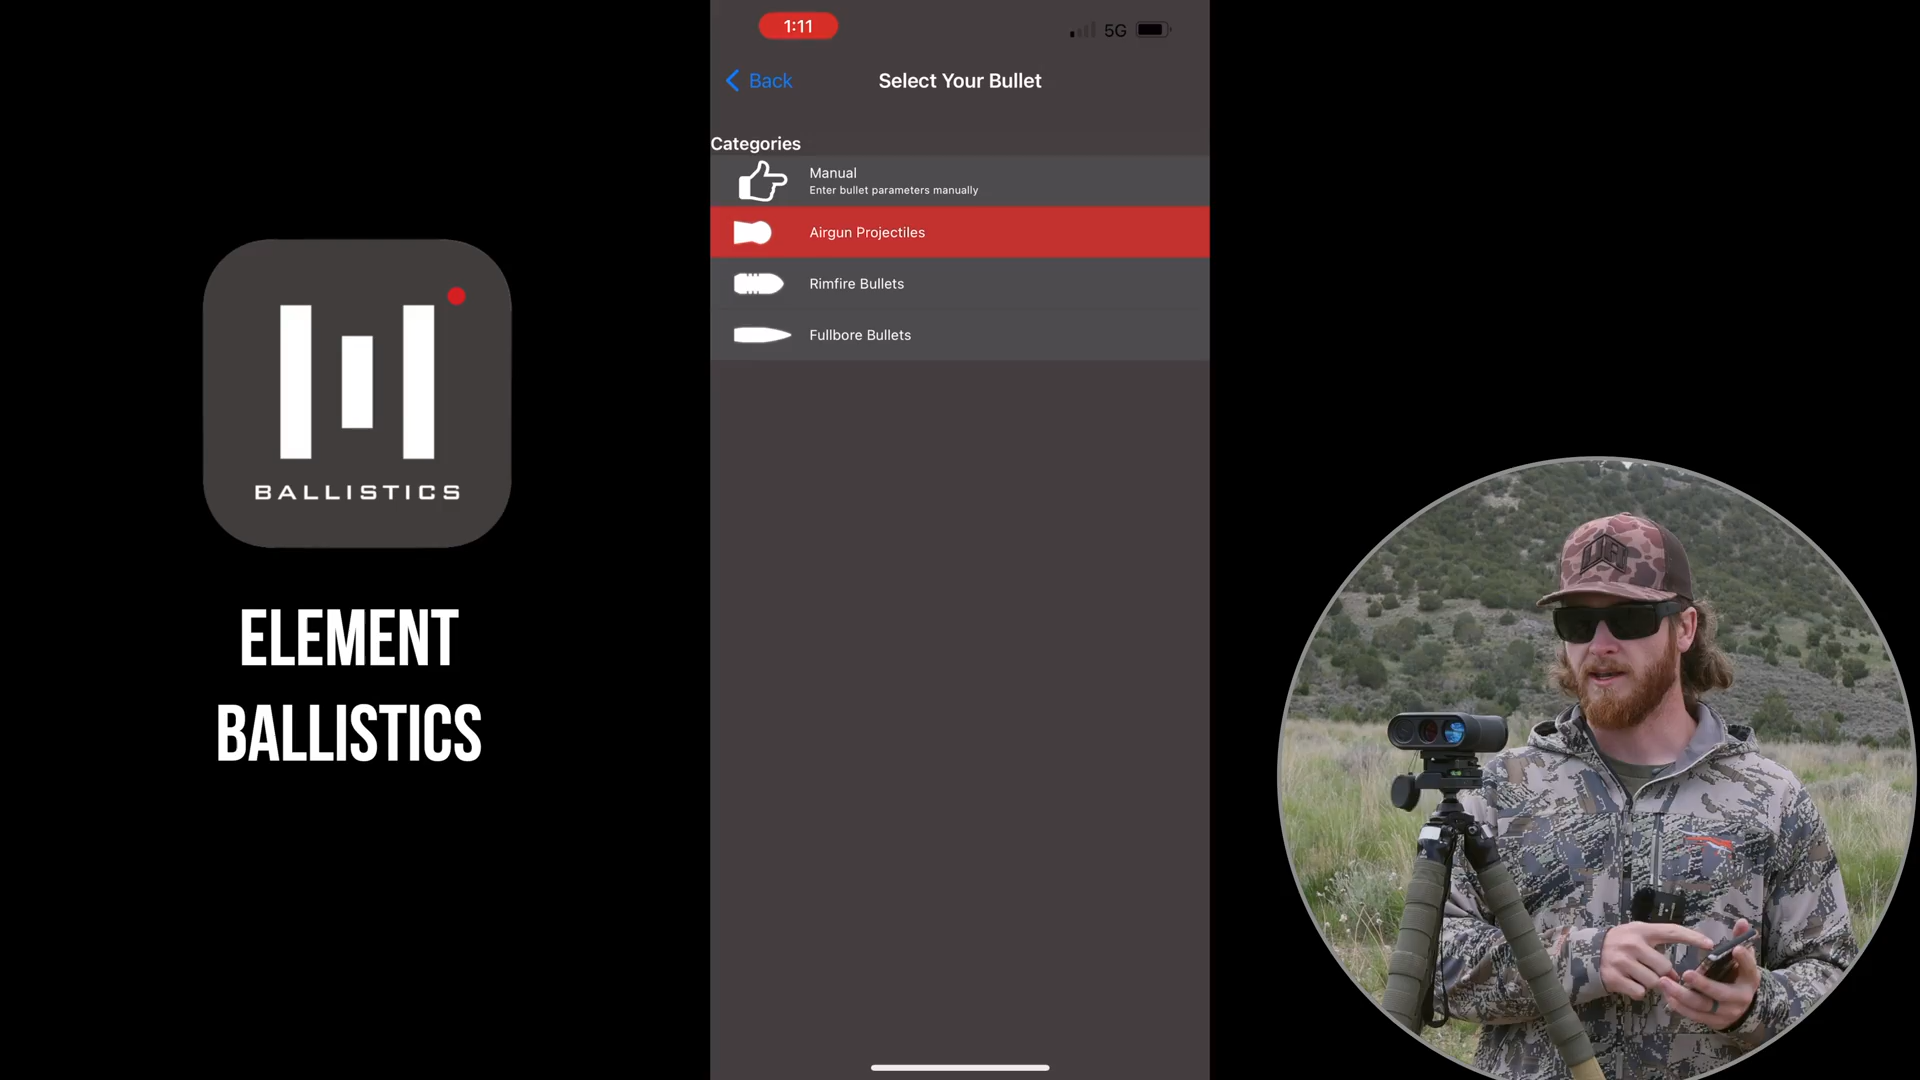 1:11
5G
Back
Select Your Bullet
Categories
Manual
Enter bullet parameters manually
Airgun Projectiles
Rimfire Bullets
Fullbore Bullets
BALLISTICS
ELEMENT
BALLISTICS